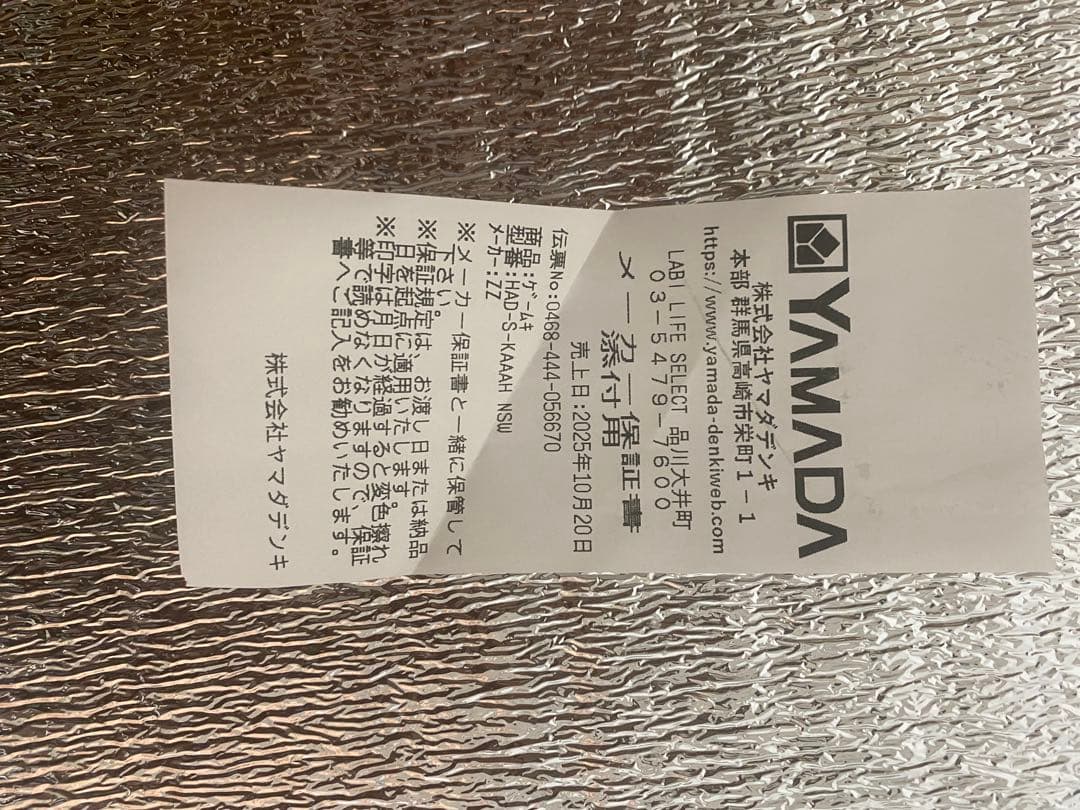 YAMADA
株式会社ヤマダデンキ
本部 群馬県高崎市栄町1-1
https://www.yamada-denkiweb.com
LABI LIFE SELECT 品川大井町
03-5479-7600
メーカー保証書
添付用
売上日:2025年10月20日
伝票No:0468-444-056670
商品:ゲームキ
型番:HAD-S-KAAAH NSW
メーカー:ZZ
※メーカー保証書と一緒に保管して
下さい。
※保証規定は、お渡し日または納品
日を起点に適用いたします。
※印字は月日が経過すると変色擦れ
等で読めなくなりますので、保証
書へご記入をお勧めいたします。
株式会社ヤマダデンキ